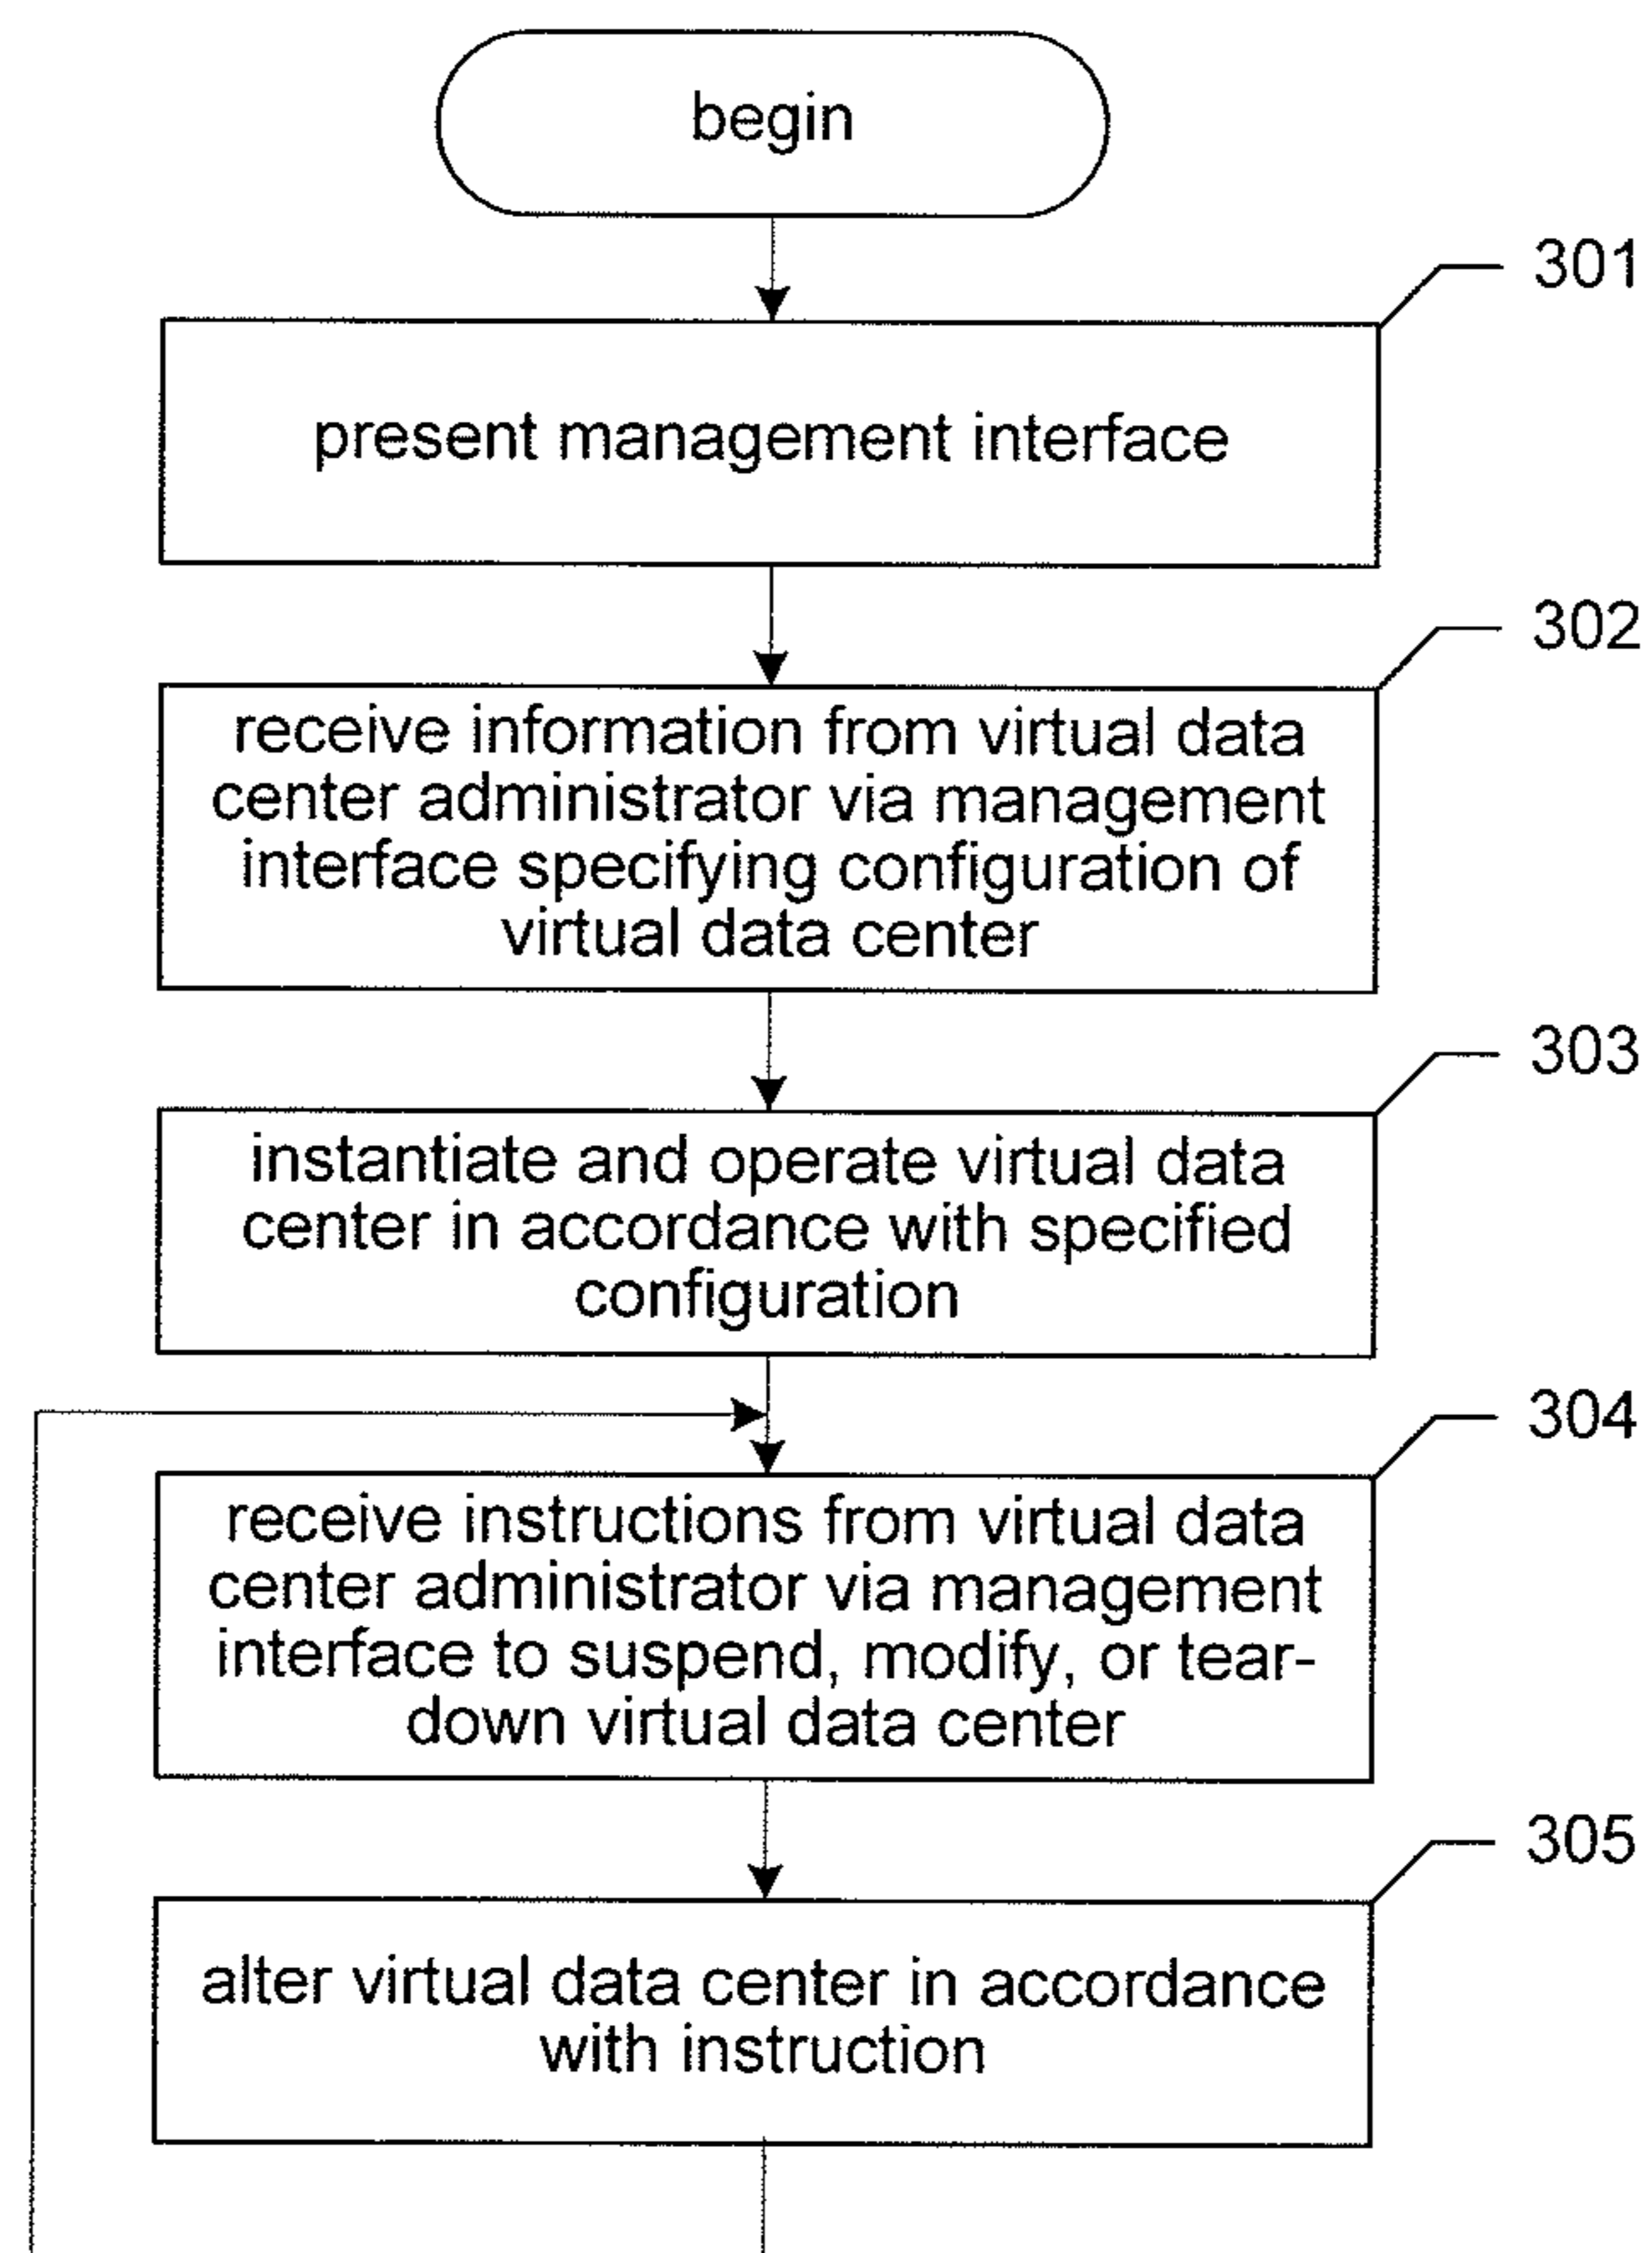 begin
301
present management interface
302
receive information from virtual data
center administrator via management
interface specifying configuration of
virtual data center
303
instantiate and operate virtual data
center in accordance with specified
configuration
304
receive instructions from virtual data
center administrator via management
interface to suspend, modify, or tear-
down virtual data center
305
alter virtual data center in accordance
with instruction